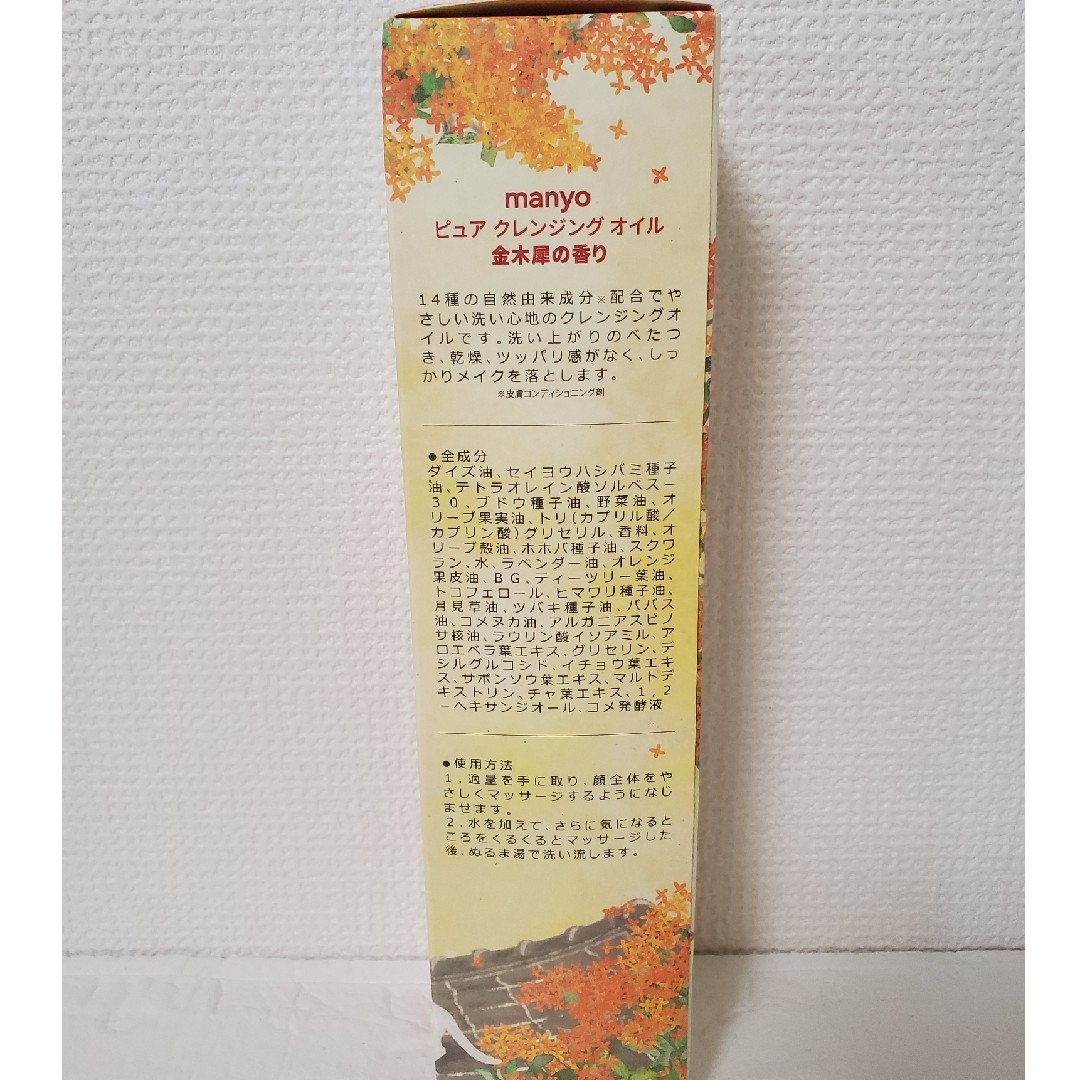 manyo
ピュア クレンジング オイル
金木犀の香り
14種の自然由来成分※配合でや
さしい洗い心地のクレンジングオ
イルです。洗い上がりのべたつ
き、乾燥、ツッパリ感がなく、しっ
かりメイクを落とします。
※皮膚コンディショニング剤
●全成分
ダイズ油、セイヨウハシバミ種子
油、テトラオレイン酸ソルベスー
30、ブドウ種子油、野菜油、オ
リーブ果実油、トリ(カプリル酸/
カプリン酸)グリセリル、香料、オ
リーブ殻油、ホホバ種子油、スクワ
ラン、水、ラベンダー油、オレンジ
果皮油、BG、ティーツリー葉油、
トコフェロール、ヒマワリ種子油、
月見草油、ツバキ種子油、ババス
油、コメヌカ油、アルガニアスピノ
サ核油、ラウリン酸イソアミル、ア
ロエベラ葉エキス、グリセリン、デ
シルグルコシド、イチョウ葉エキ
ス、サボンソウ葉エキス、マルトデ
キストリン、チャ葉エキス、1,2
-ヘキサンジオール、コメ発酵液
●使用方法
1.適量を手に取り、顔全体をや
さしくマッサージするようになじ
ませます。
2.水を加えて、さらに気になると
ころをくるくるとマッサージした
後、ぬるま湯で洗い流します。